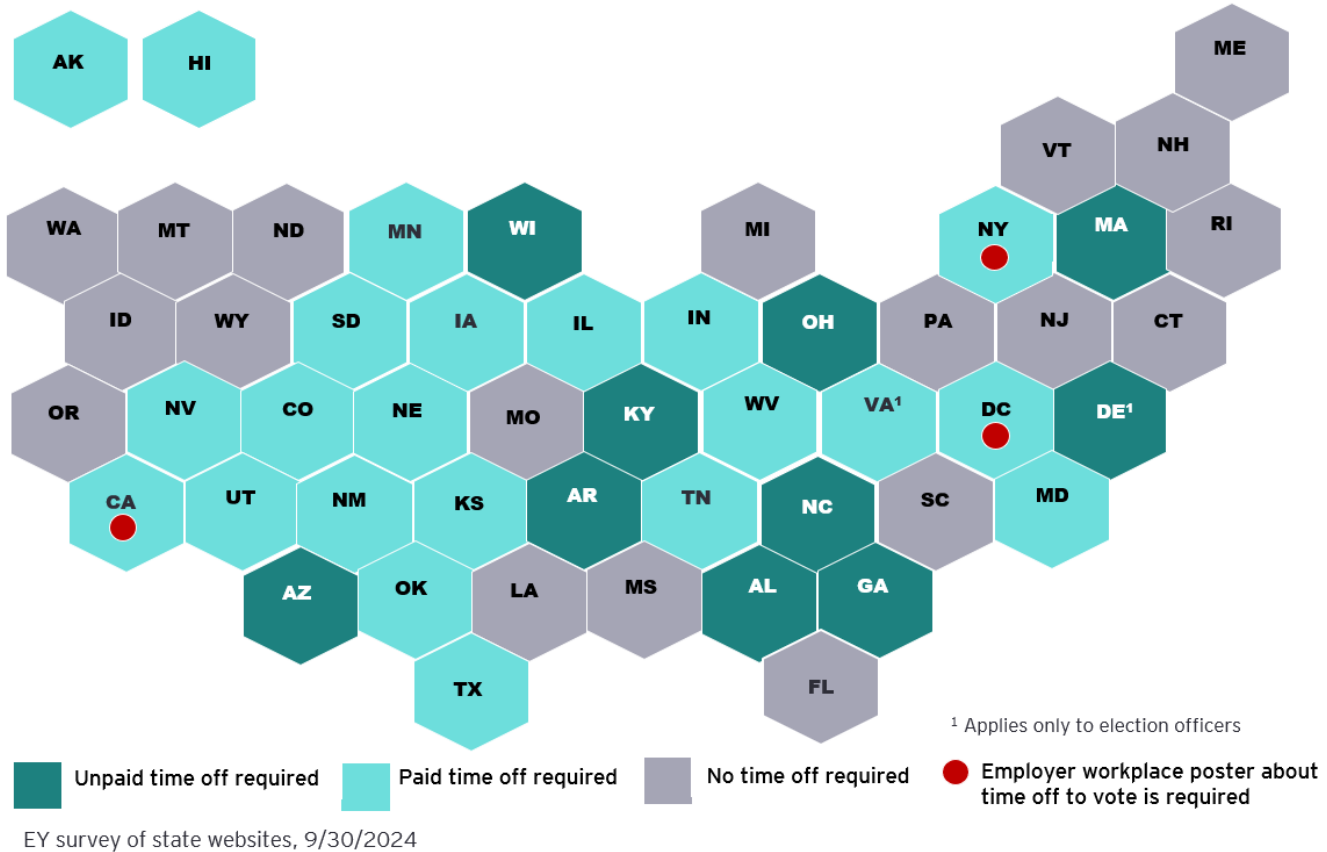 AK HI ME
VT NH
WA MT ND MN WI MI NY MA RI
ID WY SD IA IL IN OH PA NJ CT
OR NV CO NE MO KY WV VA¹ DC DE¹
CA UT NM KS AR TN NC SC MD
AZ OK LA MS AL GA
TX FL
¹ Applies only to election officers
Unpaid time off required
Paid time off required
No time off required
Employer workplace poster about
time off to vote is required
EY survey of state websites, 9/30/2024